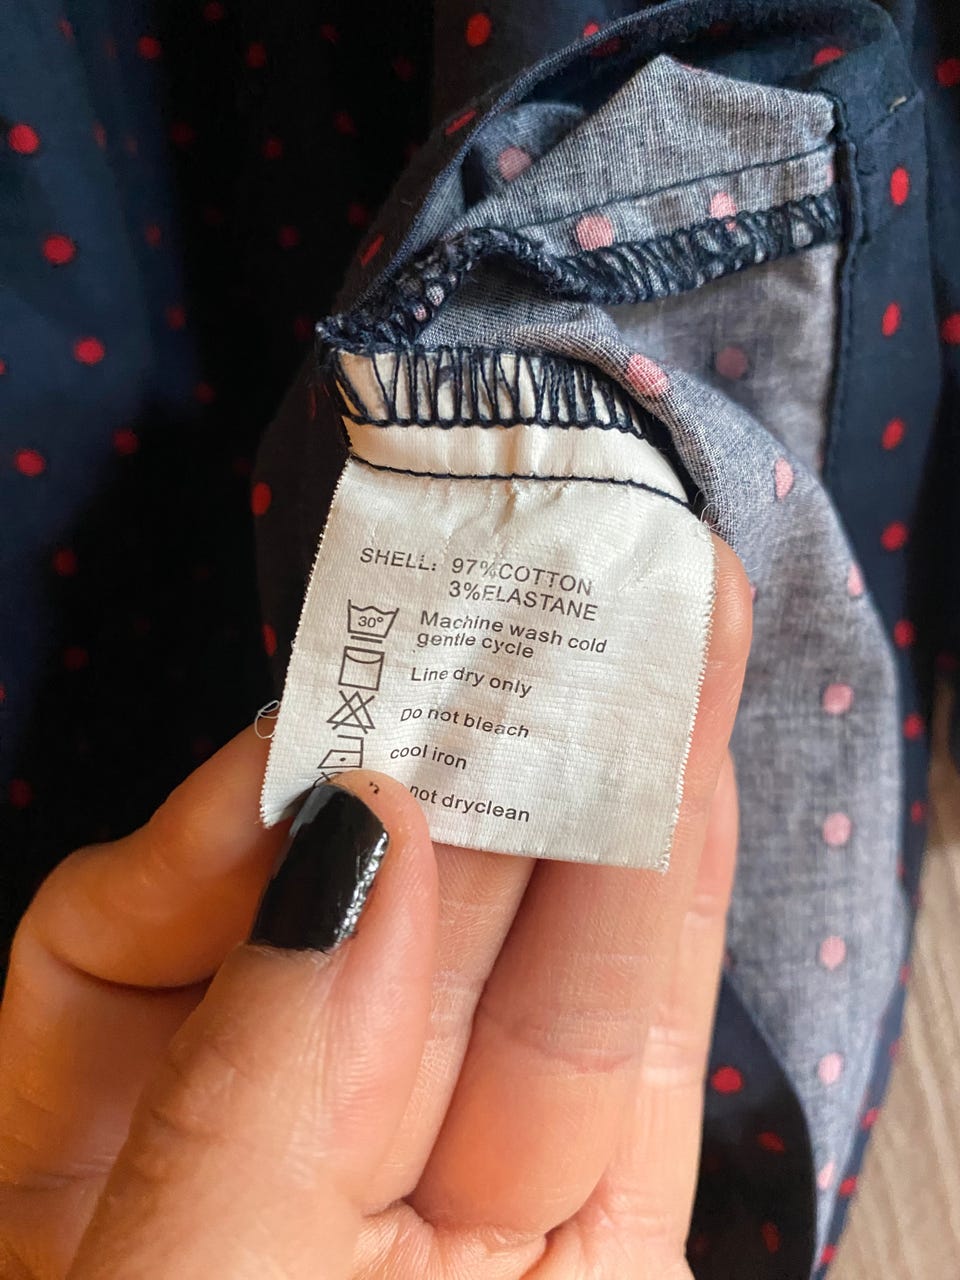 SHELL: 97%COTTON
3%ELASTANE
30° Machine wash cold
gentle cycle
Line dry only
Do not bleach
cool iron
not dryclean